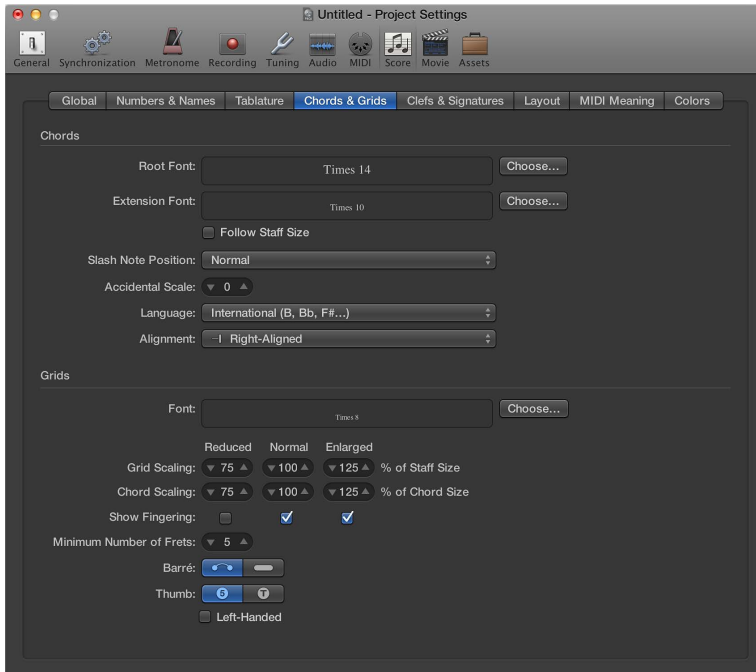 Untitled - Project Settings
General Synchronization Metronome Recording Tuning Audio MIDI Score Movie Assets
Global Numbers & Names Tablature Chords & Grids Clefs & Signatures Layout MIDI Meaning Colors
Chords
Root Font: Times 14 Choose...
Extension Font: Times 10 Choose...
Follow Staff Size
Slash Note Position: Normal
Accidental Scale: 0
Language: International (B, Bb, F#...)
Alignment: Right-Aligned
Grids
Font: Times 8 Choose...
Reduced Normal Enlarged
Grid Scaling: 75 100 125 % of Staff Size
Chord Scaling: 75 100 125 % of Chord Size
Show Fingering:
Minimum Number of Frets: 5
Barré:
Thumb: 5 T
Left-Handed